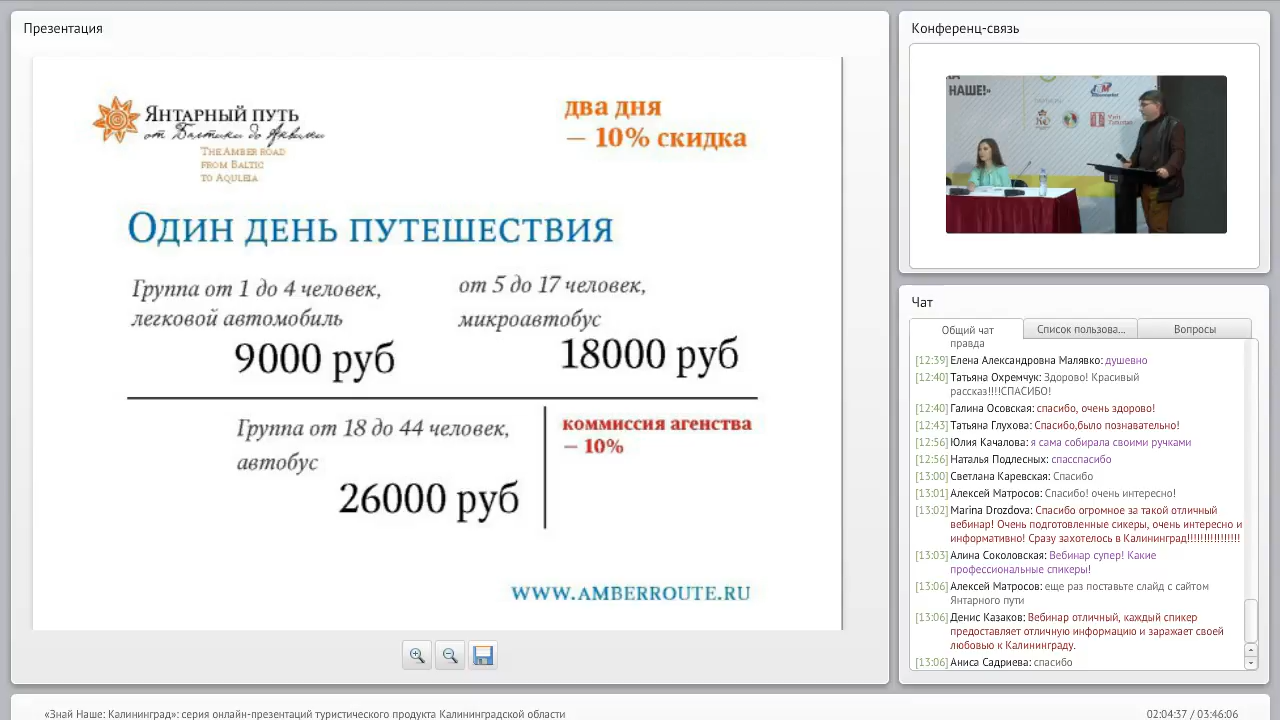 Презентация
Янтарный путь
от Балтики до Аквилеи
The Amber road
from Baltic
to Aquleia
два дня
— 10% скидка
Один день путешествия
Группа от 1 до 4 человек,
легковой автомобиль
9000 руб
от 5 до 17 человек,
микроавтобус
18000 руб
Группа от 18 до 44 человек,
автобус
26000 руб
коммиссия агенства
— 10%
WWW.AMBERROUTE.RU
Конференц-связь
НАШЕ!»
Чат
Общий чат
Список пользова...
Вопросы
правда
[12:39] Елена Александровна Малявко: душевно
[12:40] Татьяна Охремчук: Здорово! Красивый
рассказ!!!!СПАСИБО!
[12:40] Галина Осовская: спасибо, очень здорово!
[12:43] Татьяна Глухова: Спасибо,было познавательно!
[12:56] Юлия Качалова: я сама собирала своими ручками
[12:56] Наталья Подлесных: спасспасибо
[13:00] Светлана Каревская: Спасибо
[13:01] Алексей Матросов: Спасибо! очень интересно!
[13:02] Marina Drozdova: Спасибо огромное за такой отличный
вебинар! Очень подготовленные сикеры, очень интересно и
информативно! Сразу захотелось в Калининград!!!!!!!!!!!!!!!!
[13:03] Алина Соколовская: Вебинар супер! Какие
профессиональные спикеры!
[13:06] Алексей Матросов: еще раз поставьте слайд с сайтом
Янтарного пути
[13:06] Денис Казаков: Вебинар отличный, каждый спикер
предоставляет отличную информацию и заражает своей
любовью к Калининграду.
[13:06] Аниса Садриева: спасибо
«Знай Наше: Калининград»: серия онлайн-презентаций туристического продукта Калининградской области
02:04:37 / 03:46:06